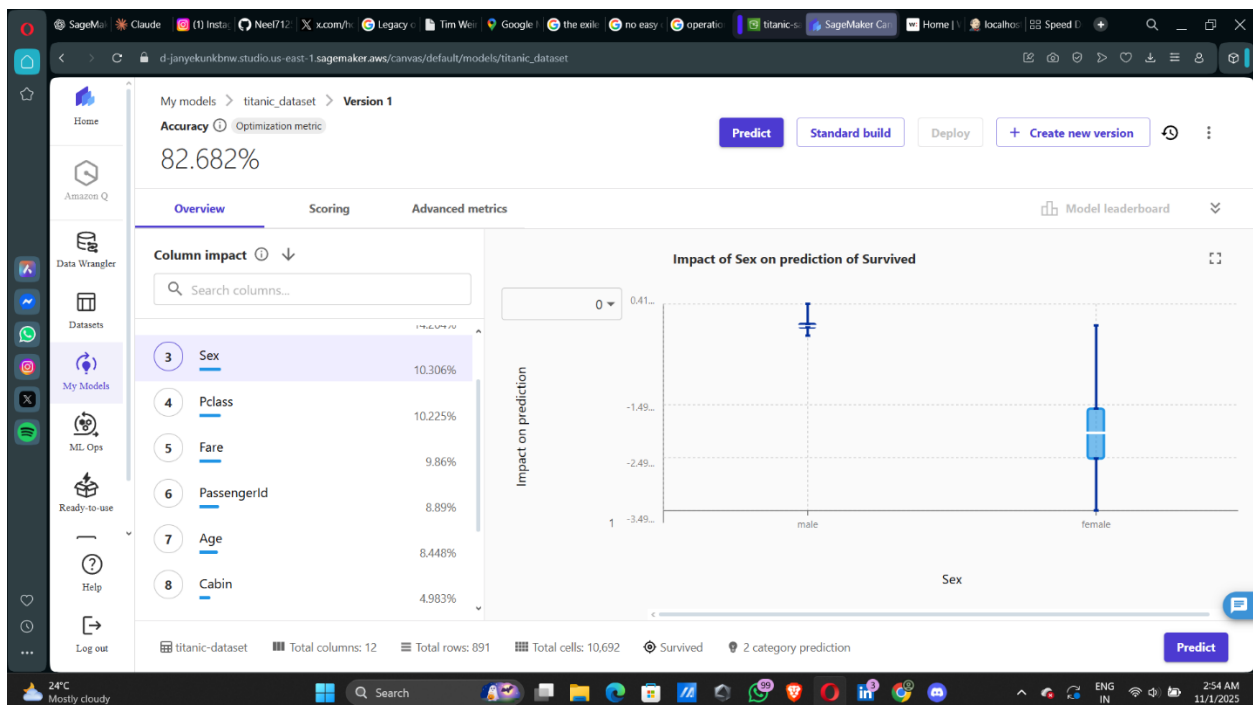 SageMal
Claude
(1) Insta:
Neel712
x.com/ho
Legacy o
Tim Weir
Google
the exile
no easy
operatio
titanic-s
SageMaker Can
Home | V
localhos
Speed D
d-janyekunkbnw.studio.us-east-1.sagemaker.aws/canvas/default/models/titanic_dataset
Home
Amazon Q
Data Wrangler
Datasets
My Models
ML Ops
Ready-to-use
Help
Log out
My models > titanic_dataset > Version 1
Accuracy Optimization metric
82.682%
Predict
Standard build
Deploy
+ Create new version
Overview
Scoring
Advanced metrics
Model leaderboard
Column impact
Search columns...
14.204%
3 Sex
10.306%
4 Pclass
10.225%
5 Fare
9.86%
6 PassengerId
8.89%
7 Age
8.448%
8 Cabin
4.983%
Impact of Sex on prediction of Survived
0
0.41...
-1.49...
-2.49...
1 -3.49...
Impact on prediction
male
female
Sex
titanic-dataset
Total columns: 12
Total rows: 891
Total cells: 10,692
Survived
2 category prediction
Predict
24°C
Mostly cloudy
Search
99
3
ENG
IN
2:54 AM
11/1/2025